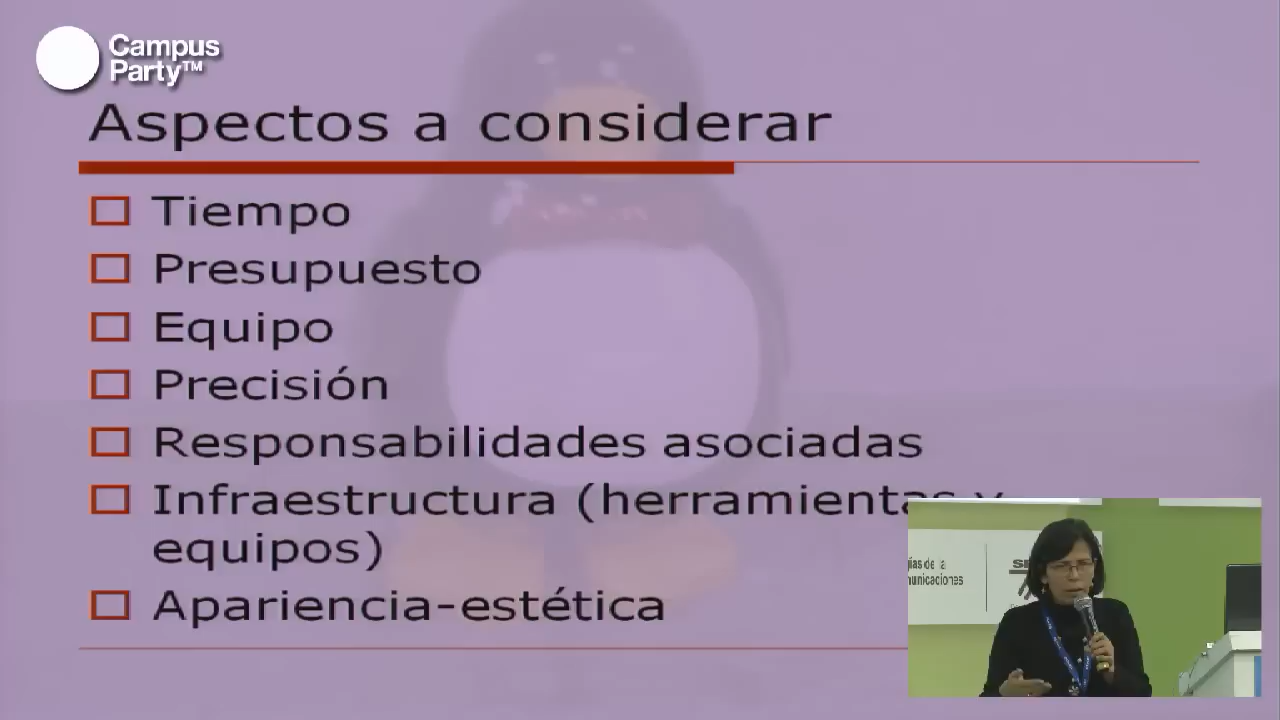 Campus
Party™
Aspectos a considerar
Tiempo
Presupuesto
Equipo
Precisión
Responsabilidades asociadas
Infraestructura (herramientas y
equipos)
Apariencia-estética